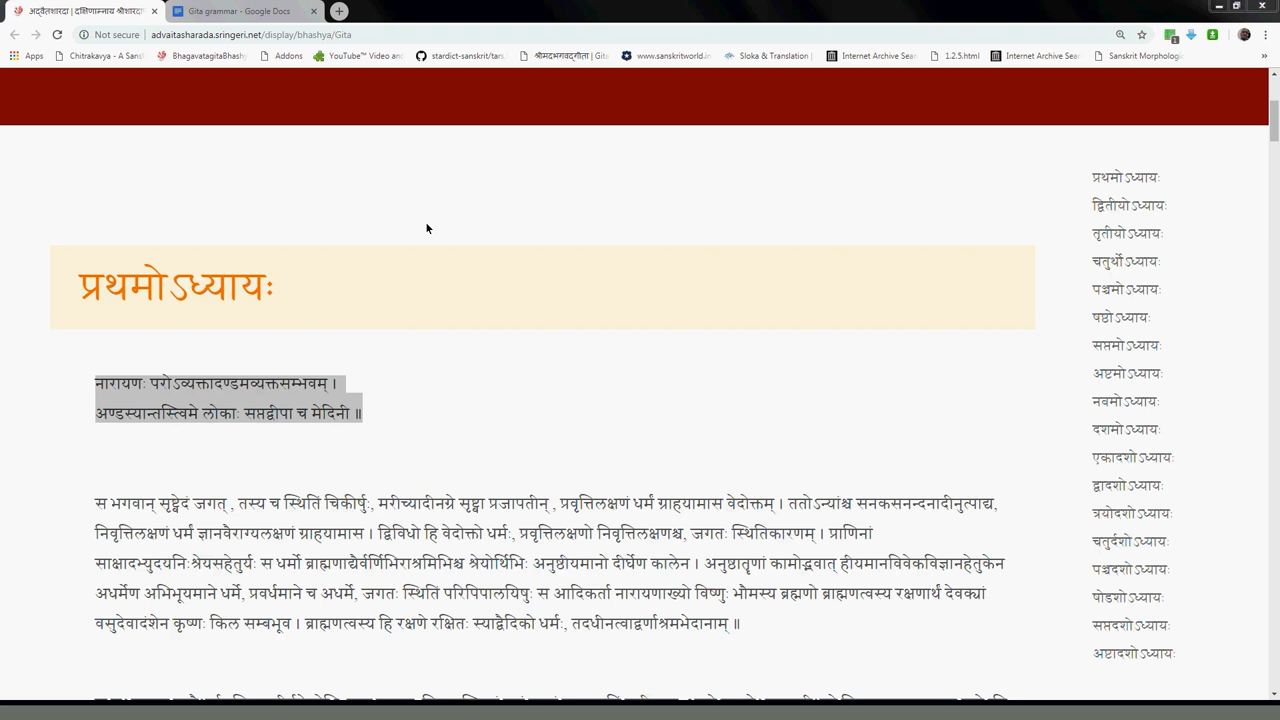 अद्वैतशारदा | दक्षिणाम्नाय श्रीशारदा
Gita grammar - Google Docs
Not secure | advaitasharada.sringeri.net/display/bhashya/Gita
Apps Chitrakavya - A Sans BhagavatagitaBhashy Addons YouTube™ Video and stardict-sanskrit/tars श्रीमद्भगवद्गीता | Gita www.sanskritworld.in Sloka & Translation | Internet Archive Sear 1.2.5.html Internet Archive Sear Sanskrit Morphologic »
प्रथमोऽध्यायः
नारायणः परोऽव्यक्तादण्डमव्यक्तसम्भवम् ।
अण्डस्यान्तस्त्विमे लोकाः सप्तद्वीपा च मेदिनी ॥
स भगवान् सृष्ट्वेदं जगत् , तस्य च स्थितिं चिकीर्षुः, मरीच्यादीनग्रे सृष्ट्वा प्रजापतीन् , प्रवृत्तिलक्षणं धर्मं ग्राहयामास वेदोक्तम् । ततोऽन्यांश्च सनकसनन्दनादीनुत्पाद्य,
निवृत्तिलक्षणं धर्मं ज्ञानवैराग्यलक्षणं ग्राहयामास । द्विविधो हि वेदोक्तो धर्मः, प्रवृत्तिलक्षणो निवृत्तिलक्षणश्च, जगतः स्थितिकारणम् । प्राणिनां
साक्षादभ्युदयनिःश्रेयसहेतुर्यः स धर्मो ब्राह्मणाद्यैर्वर्णिभिराश्रमिभिश्च श्रेयोर्थिभिः अनुष्ठीयमानो दीर्घेण कालेन । अनुष्ठातॄणां कामोद्भवात् हीयमानविवेकविज्ञानहेतुकेन
अधर्मेण अभिभूयमाने धर्मे, प्रवर्धमाने च अधर्मे, जगतः स्थितिं परिपिपालयिषुः स आदिकर्ता नारायणाख्यो विष्णुः भौमस्य ब्रह्मणो ब्राह्मणत्वस्य रक्षणार्थं देवक्यां
वसुदेवादंशेन कृष्णः किल सम्बभूव । ब्राह्मणत्वस्य हि रक्षणे रक्षितः स्याद्वैदिको धर्मः, तदधीनत्वाद्वर्णाश्रमभेदानाम् ॥
प्रथमोऽध्यायः
द्वितीयोऽध्यायः
तृतीयोऽध्यायः
चतुर्थोऽध्यायः
पञ्चमोऽध्यायः
षष्ठोऽध्यायः
सप्तमोऽध्यायः
अष्टमोऽध्यायः
नवमोऽध्यायः
दशमोऽध्यायः
एकादशोऽध्यायः
द्वादशोऽध्यायः
त्रयोदशोऽध्यायः
चतुर्दशोऽध्यायः
पञ्चदशोऽध्यायः
षोडशोऽध्यायः
सप्तदशोऽध्यायः
अष्टादशोऽध्यायः